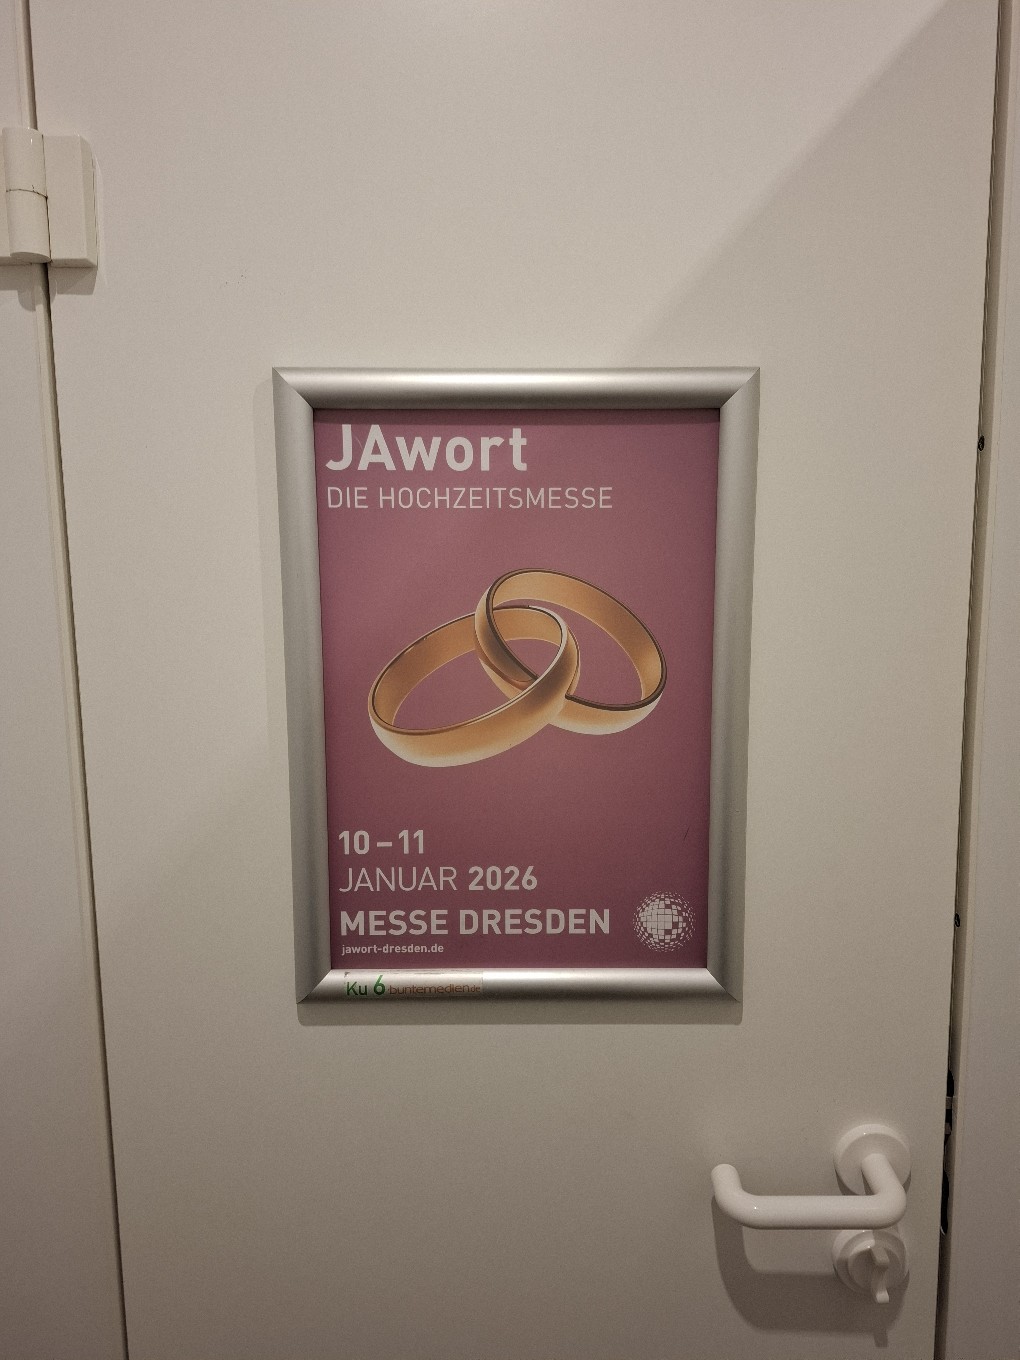 JAwort
DIE HOCHZEITSMESSE
10–11
JANUAR 2026
MESSE DRESDEN
jawort-dresden.de
Ku 6 buntemedien.de